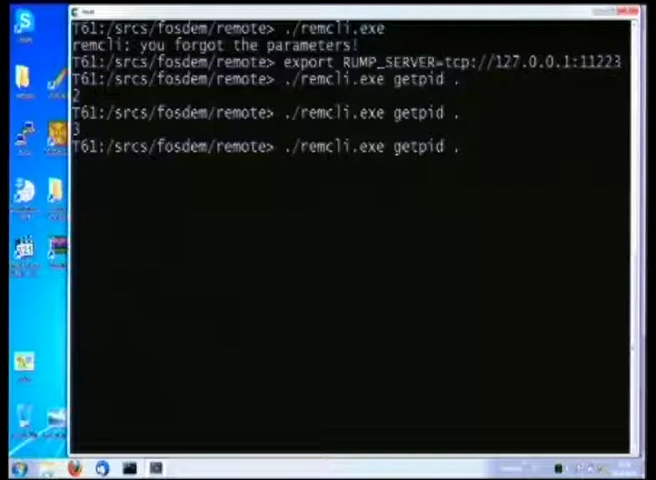 T61:/srcs/fosdem/remote> ./remcli.exe
remcli: you forgot the parameters!
T61:/srcs/fosdem/remote> export RUMP_SERVER=tcp://127.0.0.1:11223
T61:/srcs/fosdem/remote> ./remcli.exe getpid .
2
T61:/srcs/fosdem/remote> ./remcli.exe getpid .
3
T61:/srcs/fosdem/remote> ./remcli.exe getpid .